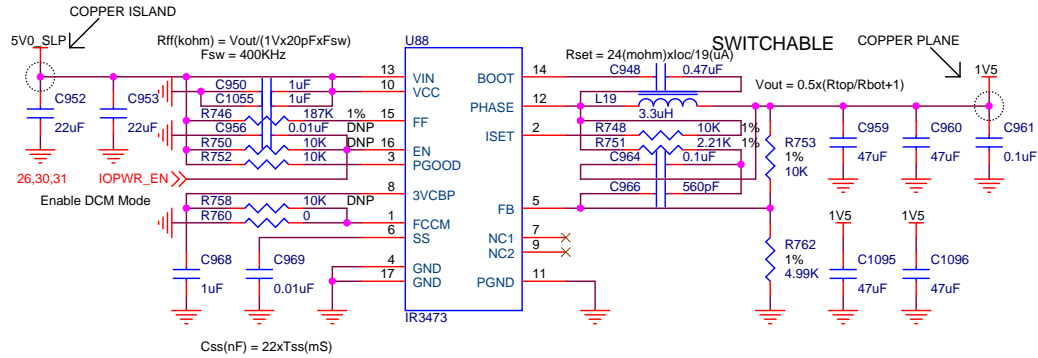 COPPER ISLAND
5V0_SLP
Rff(kohm) = Vout/(1Vx20pFxFsw)
Fsw = 400KHz
U88
Rset = 24(mohm)xIoc/19(uA)
SWITCHABLE
COPPER PLANE
Vout = 0.5x(Rtop/Rbot+1)
1V5
C952
22uF
C953
22uF
C950 1uF
C1055 1uF
R746 187K 1%
C956 0.01uF DNP
R750 10K DNP
R752 10K
26,30,31 IOPWR_EN
Enable DCM Mode
R758 10K DNP
R760 0
C968
1uF
C969
0.01uF
13 VIN
10 VCC
15 FF
16 EN
3 PGOOD
8 3VCBP
1 FCCM
6 SS
4 GND
17 GND
BOOT 14
PHASE 12
ISET 2
FB 5
NC1 7
NC2 9
PGND 11
IR3473
C948 0.47uF
L19
3.3uH
R748 10K 1%
R751 2.21K 1%
C964 0.1uF
C966 560pF
R753
1%
10K
R762
1%
4.99K
C959
47uF
C960
47uF
C961
0.1uF
1V5
1V5
C1095
47uF
C1096
47uF
Css(nF) = 22xTss(mS)